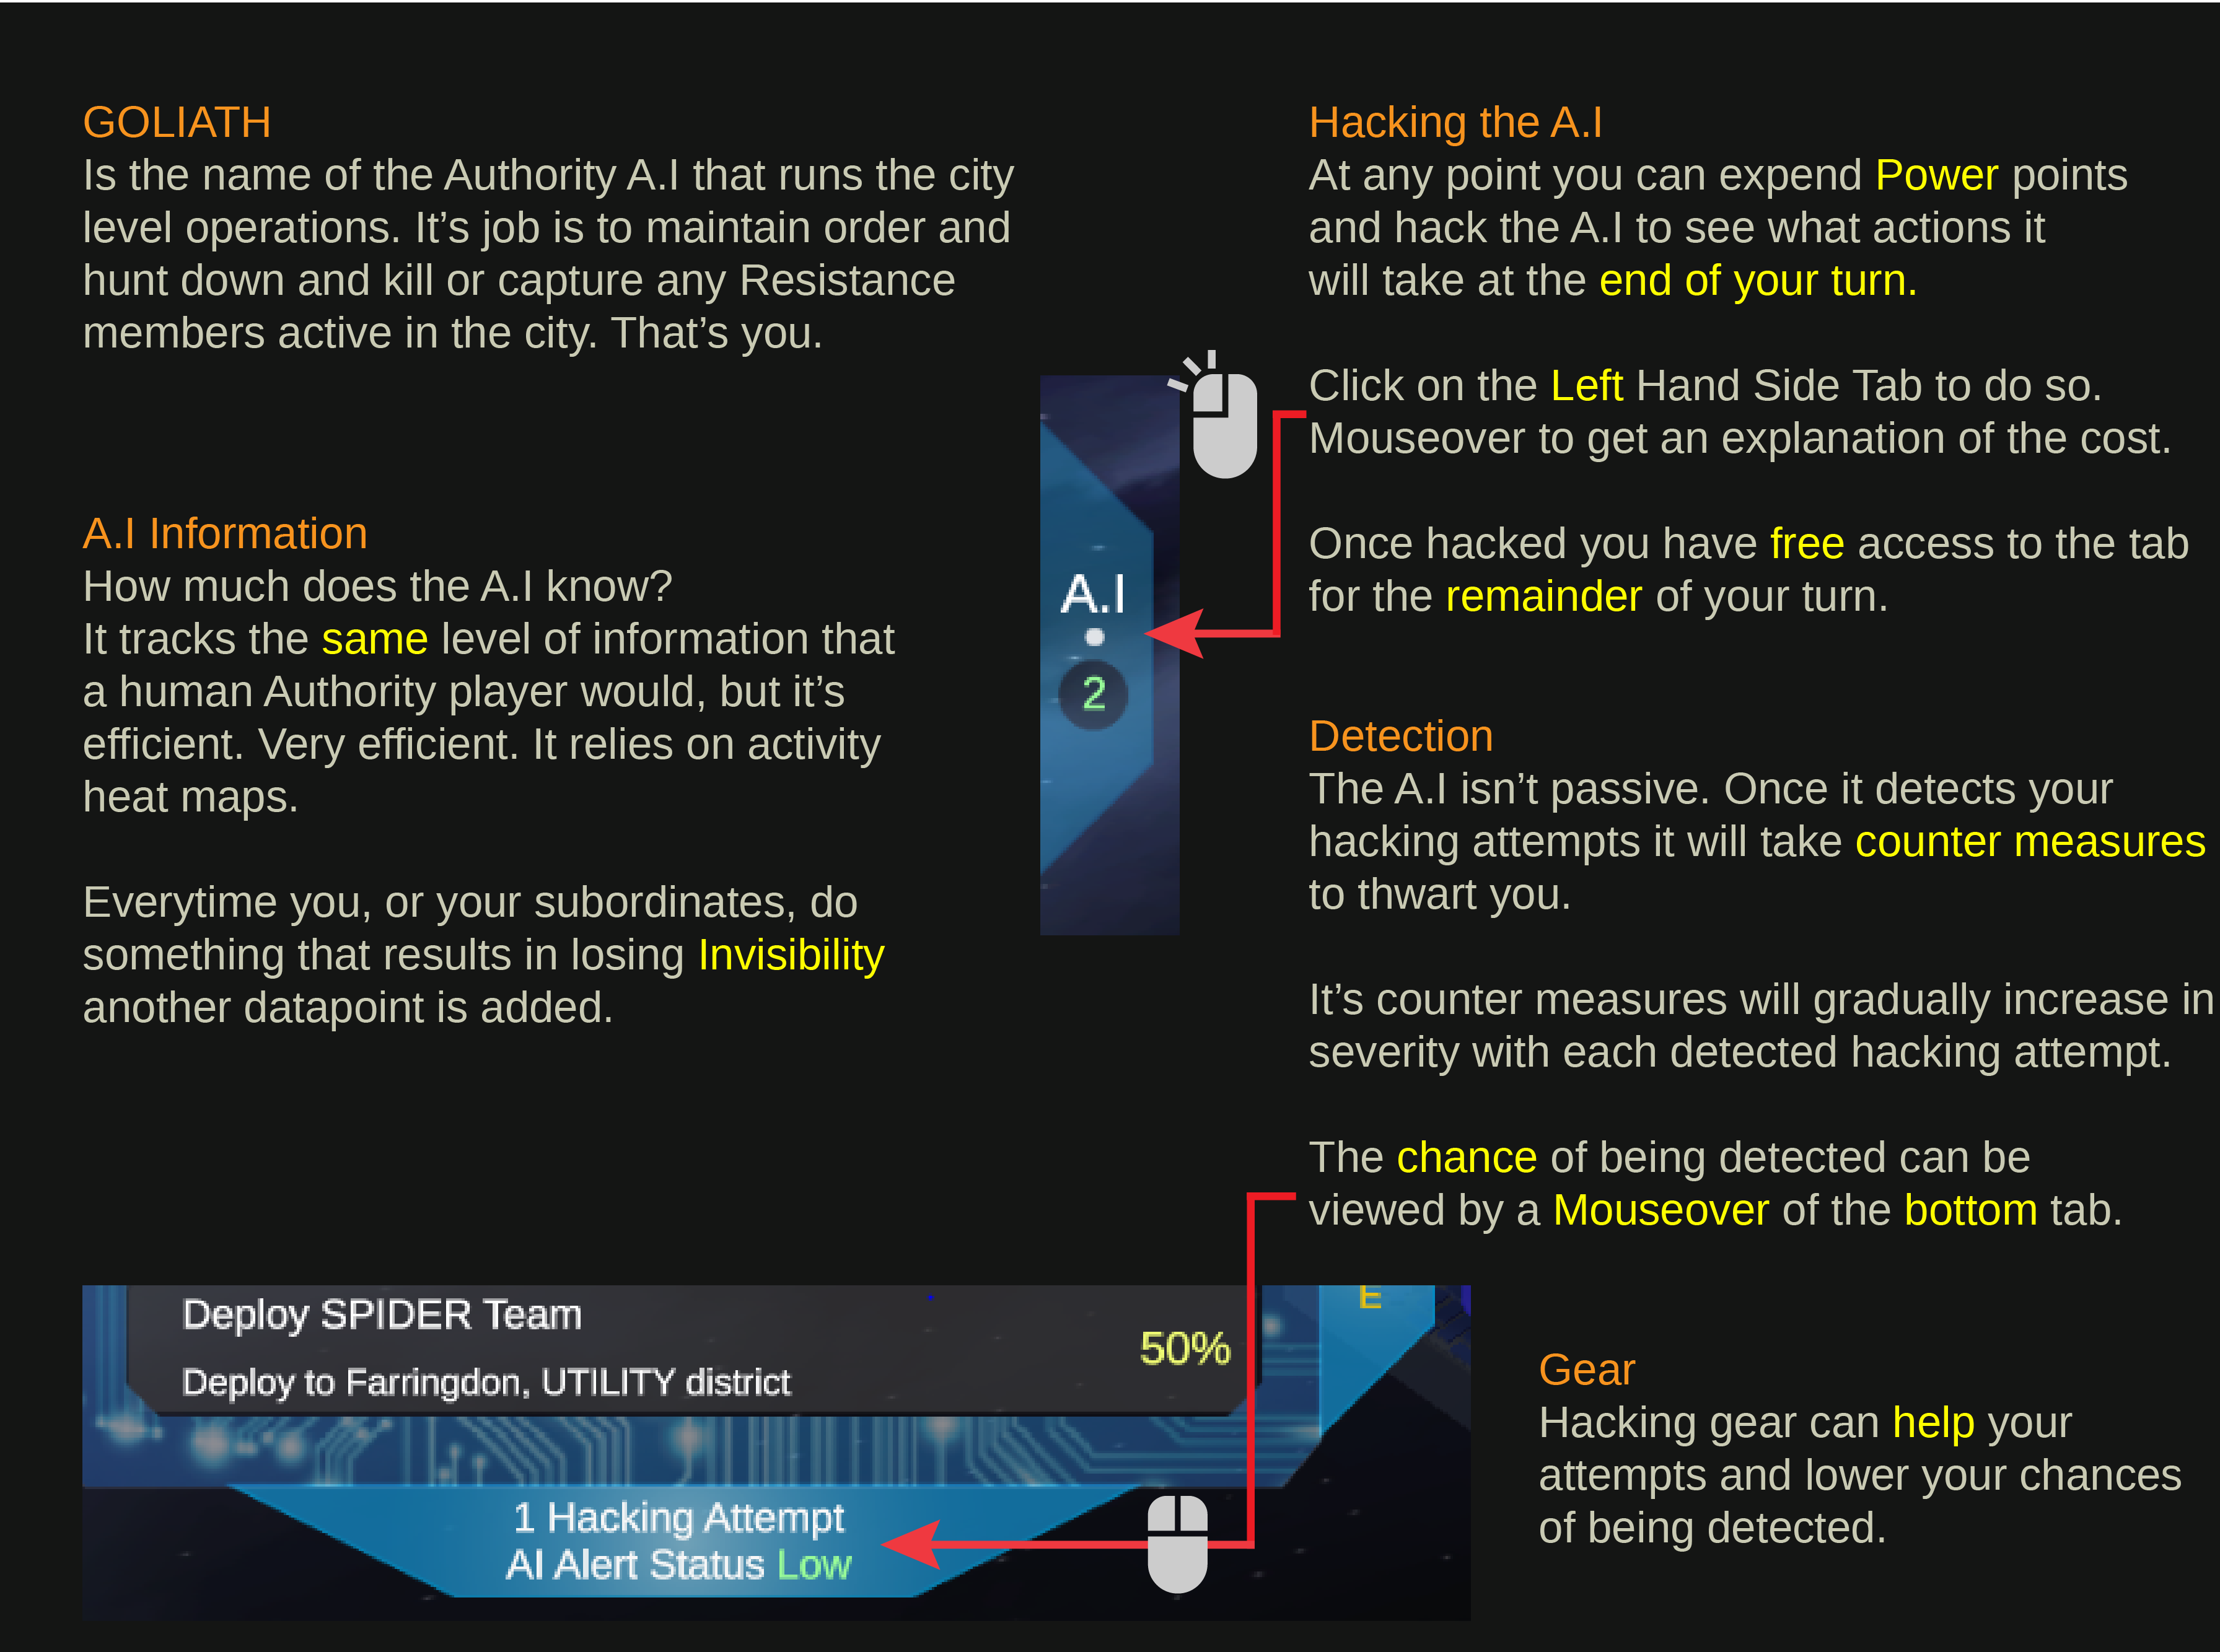 GOLIATH
Is the name of the Authority A.I that runs the city
level operations. It’s job is to maintain order and
hunt down and kill or capture any Resistance
members active in the city. That’s you.
A.I Information
How much does the A.I know?
It tracks the same level of information that
a human Authority player would, but it’s
efficient. Very efficient. It relies on activity
heat maps.
Everytime you, or your subordinates, do
something that results in losing Invisibility
another datapoint is added.
A.I
2
Hacking the A.I
At any point you can expend Power points
and hack the A.I to see what actions it
will take at the end of your turn.
Click on the Left Hand Side Tab to do so.
Mouseover to get an explanation of the cost.
Once hacked you have free access to the tab
for the remainder of your turn.
Detection
The A.I isn’t passive. Once it detects your
hacking attempts it will take counter measures
to thwart you.
It’s counter measures will gradually increase in
severity with each detected hacking attempt.
The chance of being detected can be
viewed by a Mouseover of the bottom tab.
Deploy SPIDER Team
Deploy to Farringdon, UTILITY district
50%
E
1 Hacking Attempt
AI Alert Status Low
Gear
Hacking gear can help your
attempts and lower your chances
of being detected.